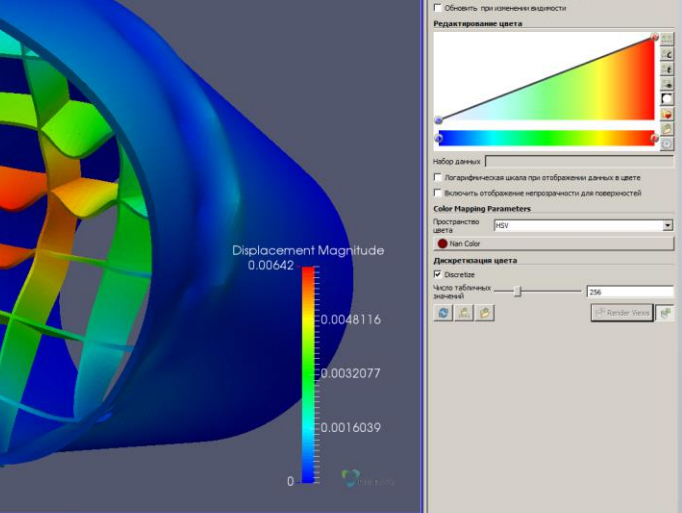 Обновить при изменении видимости
Редактирование цвета
Набор данных
Логарифмическая шкала при отображении данных в цвете
Включить отображение непрозрачности для поверхностей
Color Mapping Parameters
Пространство цвета
HSV
Nan Color
Дискретизация цвета
Discretize
Число табличных значений
256
Render Views
Displacement Magnitude
0.00642
0.0048116
0.0032077
0.0016039
0